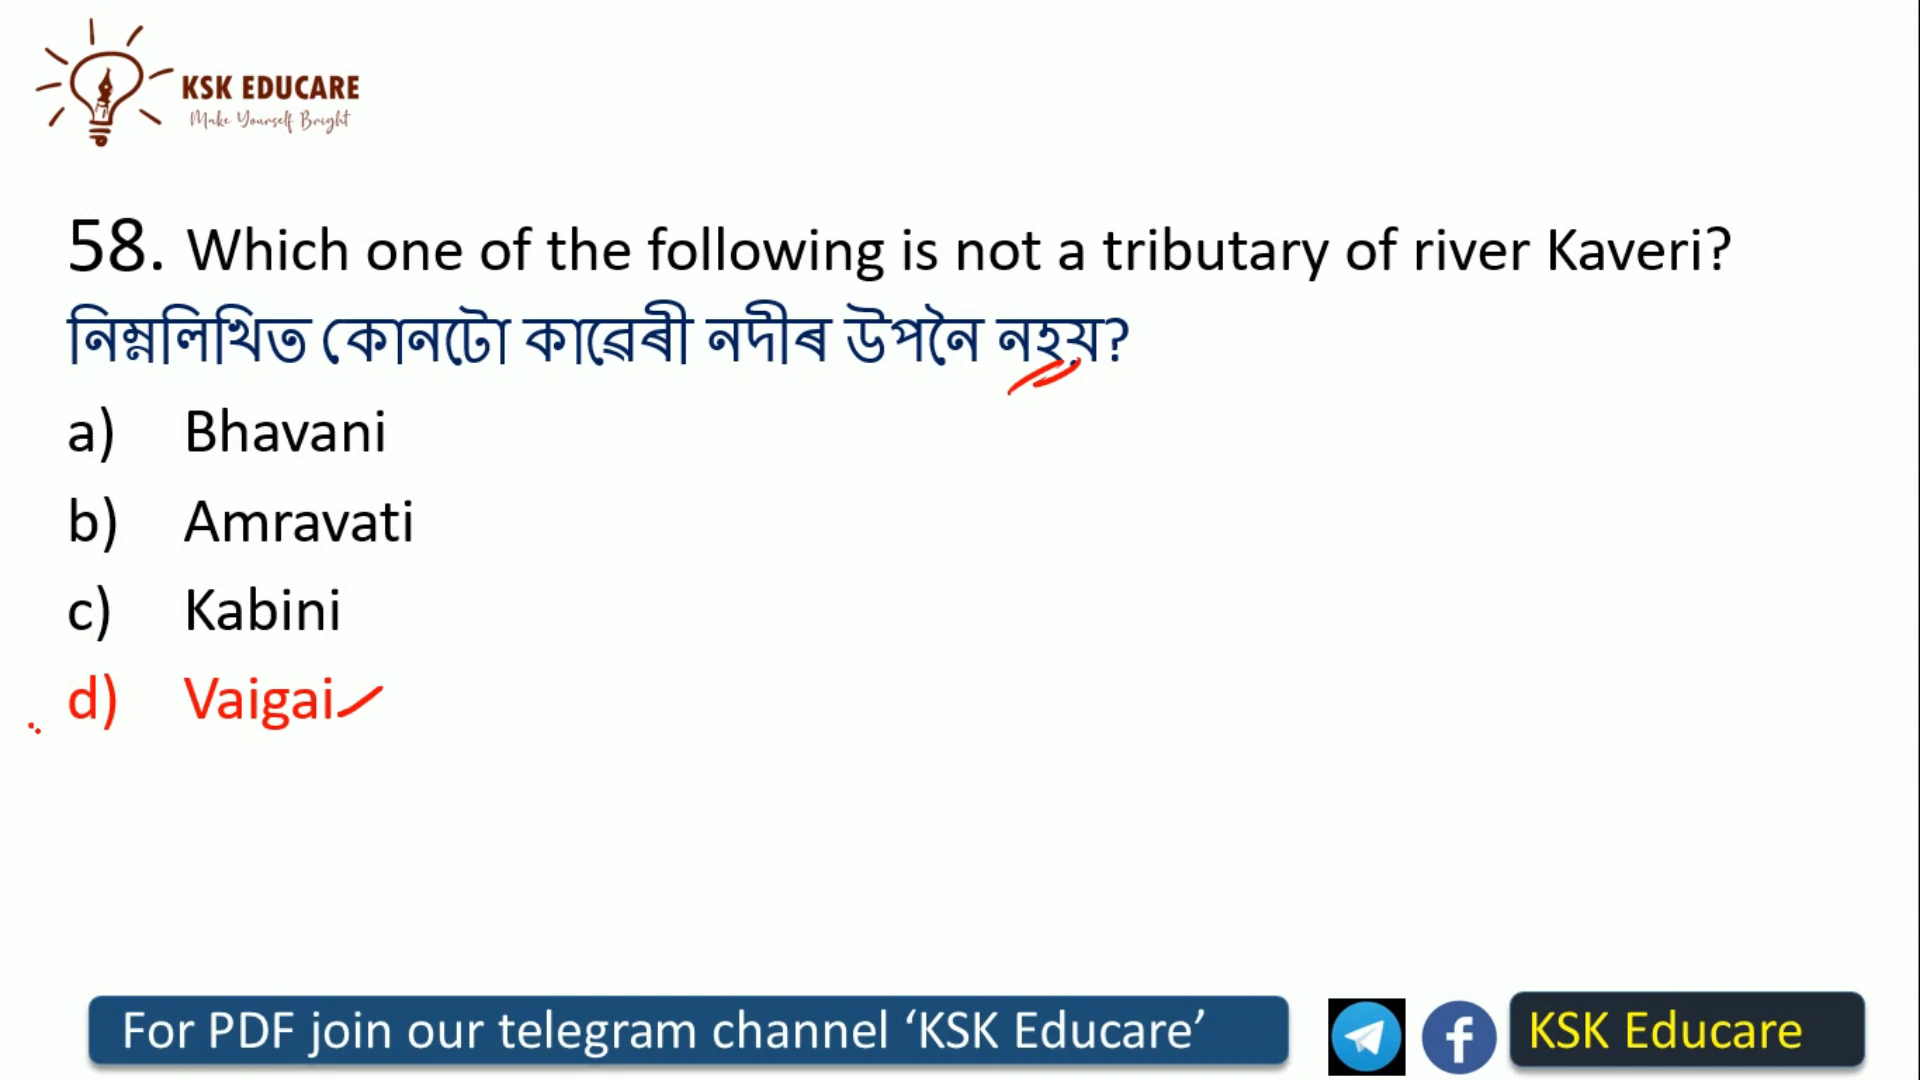 KSK EDUCARE
Make Yourself Bright
58. Which one of the following is not a tributary of river Kaveri?
নিম্নলিখিত কোনটো কাৱেৰী নদীৰ উপনৈ নহয়?
a) Bhavani
b) Amravati
c) Kabini
d) Vaigai
For PDF join our telegram channel ‘KSK Educare’
KSK Educare